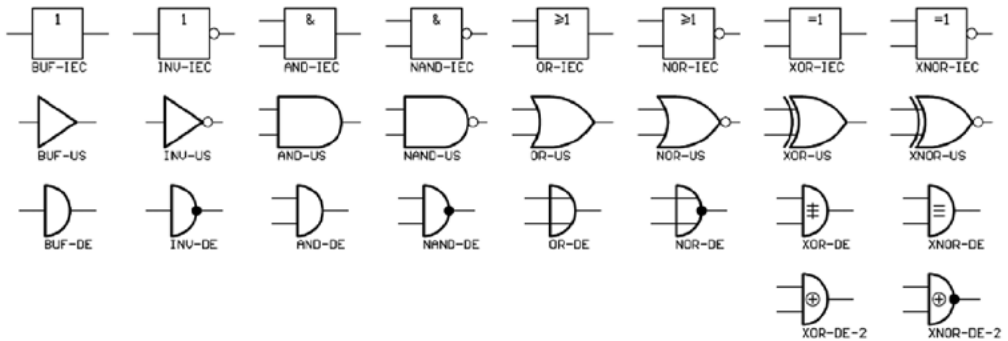 1 1 & & ≥1 ≥1 =1 =1
BUF-IEC INV-IEC AND-IEC NAND-IEC OR-IEC NOR-IEC XOR-IEC XNOR-IEC
BUF-US INV-US AND-US NAND-US OR-US NOR-US XOR-US XNOR-US
BUF-DE INV-DE AND-DE NAND-DE OR-DE NOR-DE XOR-DE XNOR-DE
XOR-DE-2 XNOR-DE-2